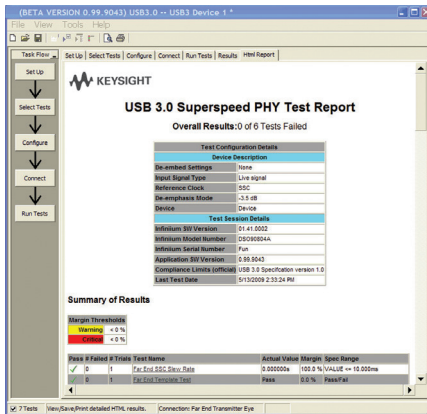 (BETA VERSION 0.99.9043) USB3.0 -- USB3 Device 1 *
File View Tools Help
Task Flow
Set Up | Select Tests | Configure | Connect | Run Tests | Results | Html Report
Set Up
Select Tests
Configure
Connect
Run Tests
KEYSIGHT
USB 3.0 Superspeed PHY Test Report
Overall Results:0 of 6 Tests Failed
Test Configuration Details
Device Description
De-embed Settings None
Input Signal Type Live signal
Reference Clock SSC
De-emphasis Mode -3.5 dB
Device Device
Test Session Details
Infiniium SW Version 01.41.0002
Infiniium Model Number DSO90804A
Infiniium Serial Number Fun
Application SW Version 0.99.9043
Compliance Limits (official) USB 3.0 Specifcation version 1.0
Last Test Date 5/13/2009 2:33:24 PM
Summary of Results
Margin Thresholds
Warning < 0 %
Critical < 0 %
Pass # Failed # Trials Test Name Actual Value Margin Spec Range
0 1 Far End SSC Slew Rate 0.000000s 100.0 % VALUE <= 10.000ms
0 1 Far End Template Test Pass 0.0 % Pass/Fail
7 Tests View/Save/Print detailed HTML results. Connection: Far End Transmitter Eye